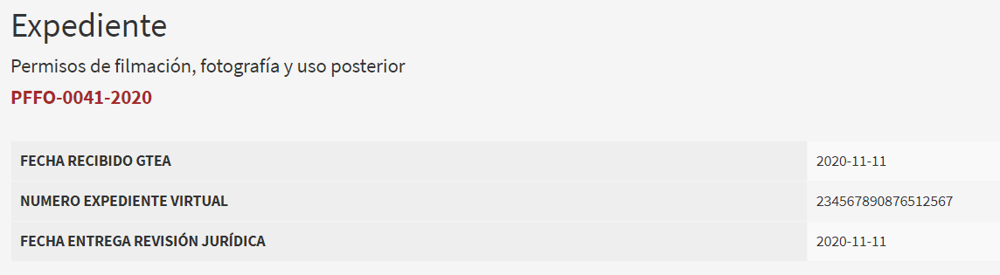 Expediente
Permisos de filmación, fotografía y uso posterior
PFFO-0041-2020
FECHA RECIBIDO GTEA 2020-11-11
NUMERO EXPEDIENTE VIRTUAL 234567890876512567
FECHA ENTREGA REVISIÓN JURÍDICA 2020-11-11